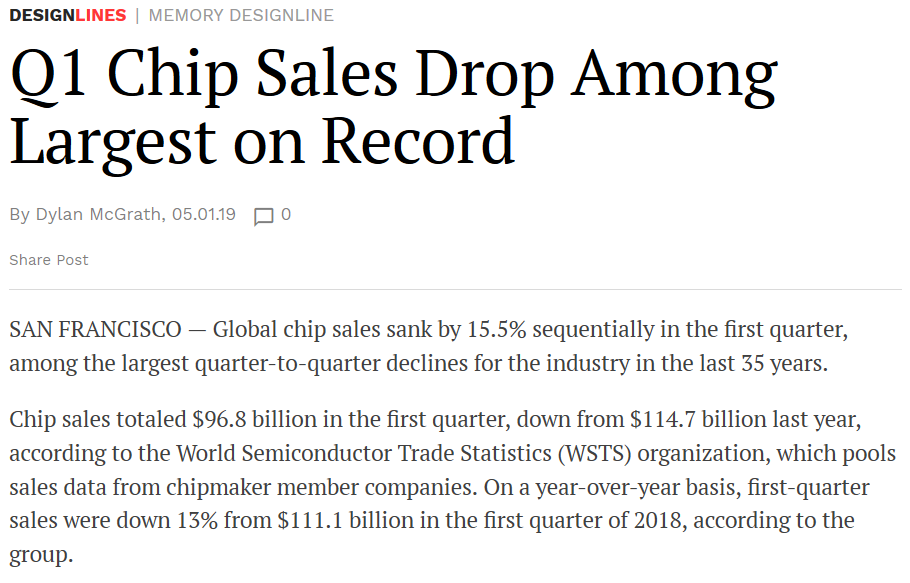 DESIGNLINES | MEMORY DESIGNLINE
Q1 Chip Sales Drop Among
Largest on Record
By Dylan McGrath, 05.01.19 0
Share Post
SAN FRANCISCO — Global chip sales sank by 15.5% sequentially in the first quarter,
among the largest quarter-to-quarter declines for the industry in the last 35 years.
Chip sales totaled $96.8 billion in the first quarter, down from $114.7 billion last year,
according to the World Semiconductor Trade Statistics (WSTS) organization, which pools
sales data from chipmaker member companies. On a year-over-year basis, first-quarter
sales were down 13% from $111.1 billion in the first quarter of 2018, according to the
group.